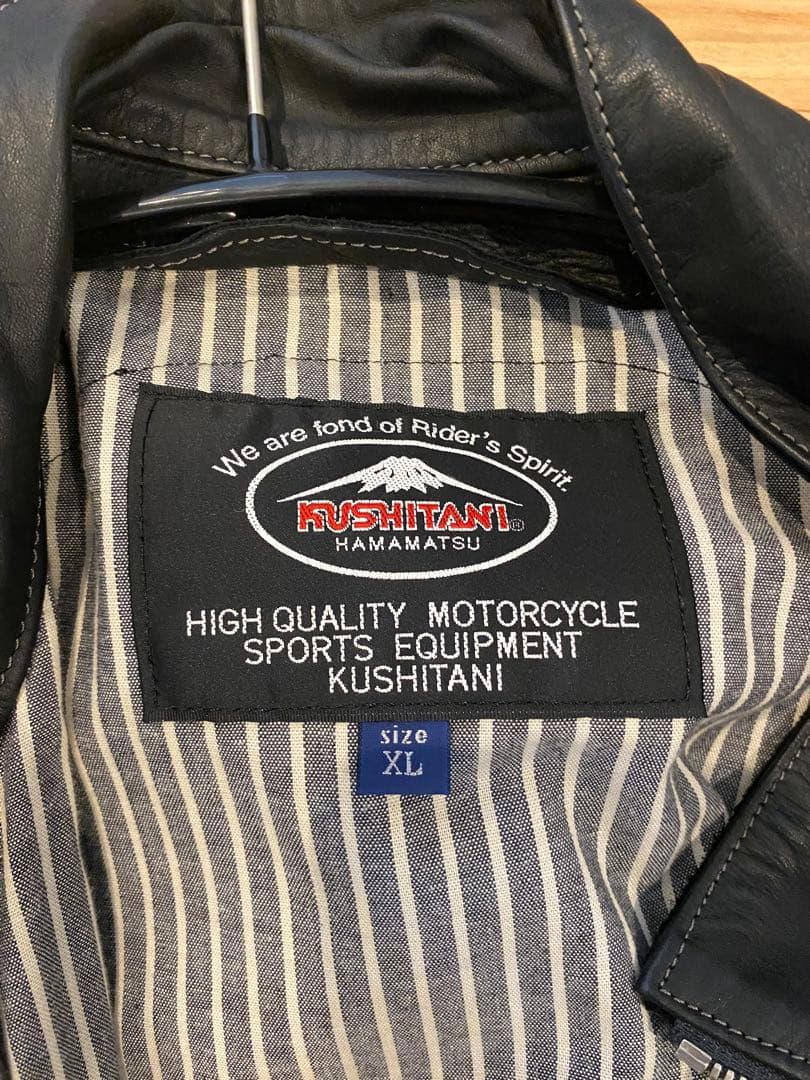 We are fond of Rider's Spirit.
KUSHITANI®
HAMAMATSU
HIGH QUALITY MOTORCYCLE
SPORTS EQUIPMENT
KUSHITANI
size
XL